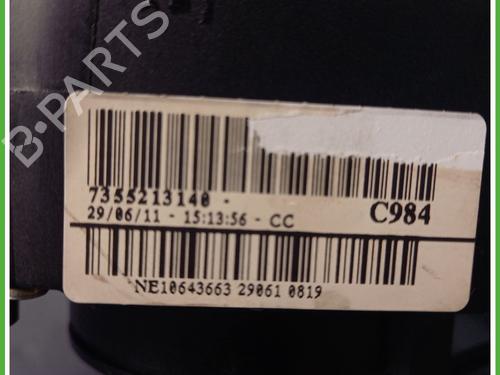 B-PARTS
7355213140 -
29/06/11 - 15:13:56 - CC
C984
NE10643663 29061 0819